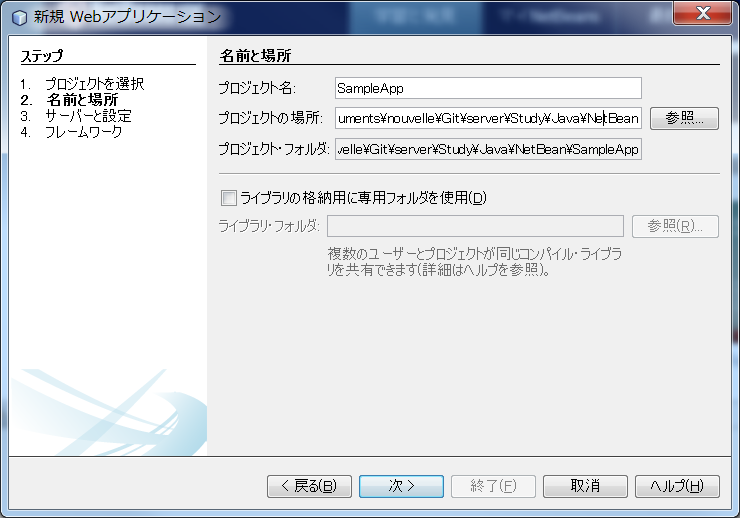 新規 Webアプリケーション
ステップ
1. プロジェクトを選択
2. 名前と場所
3. サーバーと設定
4. フレームワーク
名前と場所
プロジェクト名: SampleApp
プロジェクトの場所: uments¥nouvelle¥Git¥server¥Study¥Java¥NetBean 参照...
プロジェクト・フォルダ: velle¥Git¥server¥Study¥Java¥NetBean¥SampleApp
ライブラリの格納用に専用フォルダを使用(D)
ライブラリ・フォルダ: 参照(R)...
複数のユーザーとプロジェクトが同じコンパイル・ライブラ
リを共有できます(詳細はヘルプを参照)。
< 戻る(B) 次 > 終了(F) 取消 ヘルプ(H)